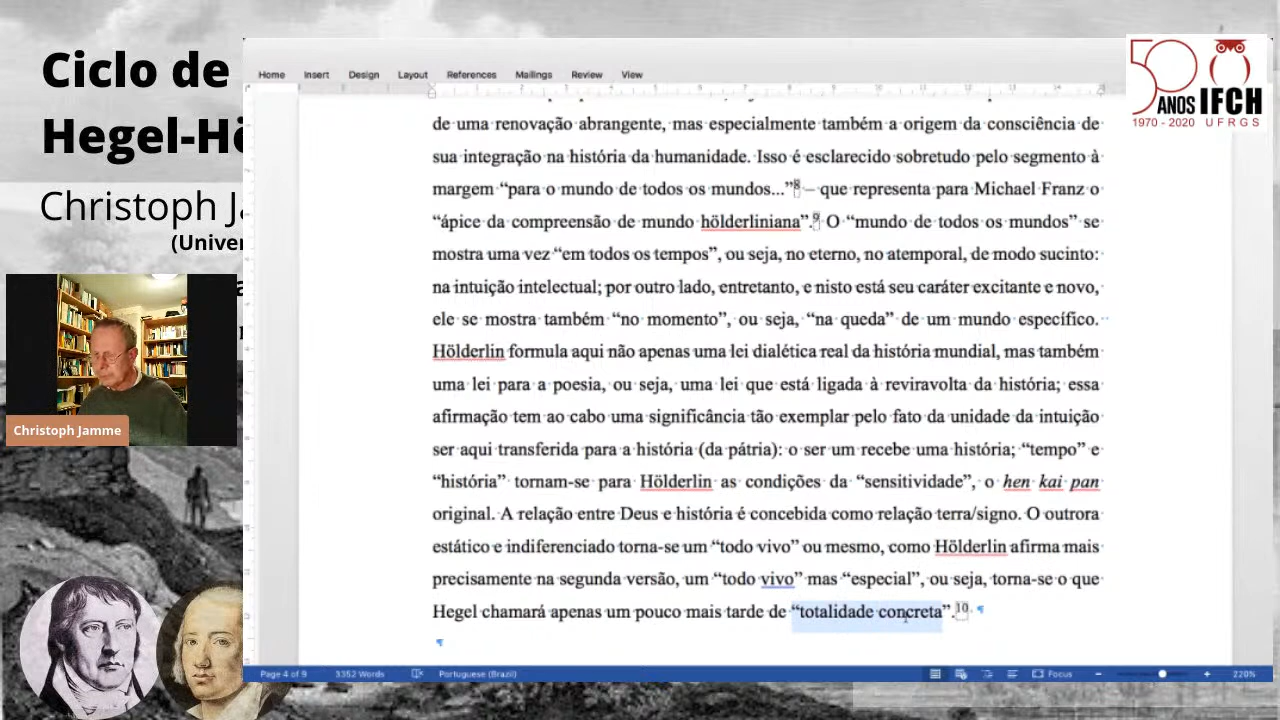 Ciclo de
Hegel-Hö
Christoph J
(Univer
Christoph Jamme
Home Insert Design Layout References Mailings Review View
de uma renovação abrangente, mas especialmente também a origem da consciência de
sua integração na história da humanidade. Isso é esclarecido sobretudo pelo segmento à
margem “para o mundo de todos os mundos...”8 – que representa para Michael Franz o
“ápice da compreensão de mundo hölderliniana”.9 O “mundo de todos os mundos” se
mostra uma vez “em todos os tempos”, ou seja, no eterno, no atemporal, de modo sucinto:
na intuição intelectual; por outro lado, entretanto, e nisto está seu caráter excitante e novo,
ele se mostra também “no momento”, ou seja, “na queda” de um mundo específico.
Hölderlin formula aqui não apenas uma lei dialética real da história mundial, mas também
uma lei para a poesia, ou seja, uma lei que está ligada à reviravolta da história; essa
afirmação tem ao cabo uma significância tão exemplar pelo fato da unidade da intuição
ser aqui transferida para a história (da pátria): o ser um recebe uma história; “tempo” e
“história” tornam-se para Hölderlin as condições da “sensitividade”, o hen kai pan
original. A relação entre Deus e história é concebida como relação terra/signo. O outrora
estático e indiferenciado torna-se um “todo vivo” ou mesmo, como Hölderlin afirma mais
precisamente na segunda versão, um “todo vivo” mas “especial”, ou seja, torna-se o que
Hegel chamará apenas um pouco mais tarde de “totalidade concreta”.10
Page 4 of 9 3352 Words Portuguese (Brazil) Focus 220%
50
ANOS IFCH
1970 - 2020 UFRGS